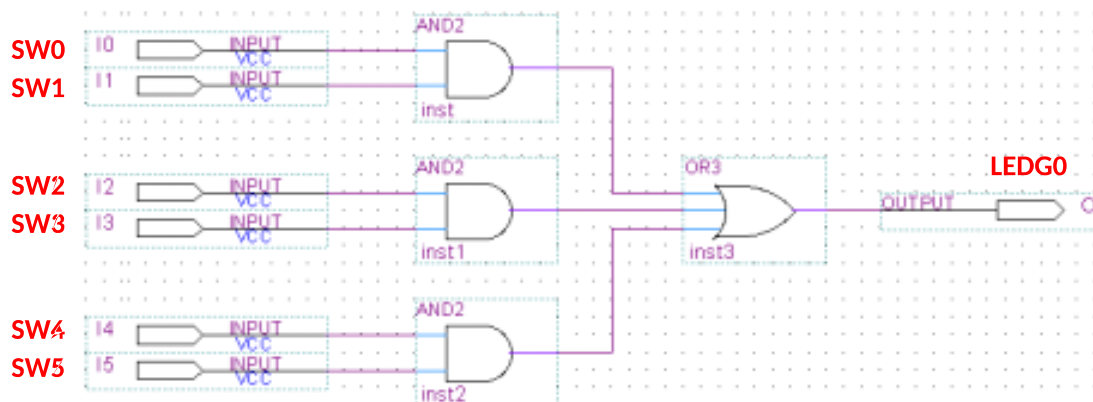 AND2
SW0 I0 INPUT
VCC
SW1 I1 INPUT
VCC
inst
AND2
SW2 I2 INPUT
VCC
SW3 I3 INPUT
VCC
inst1
OR3
LEDG0
OUTPUT
inst3
AND2
SW4 I4 INPUT
VCC
SW5 I5 INPUT
VCC
inst2